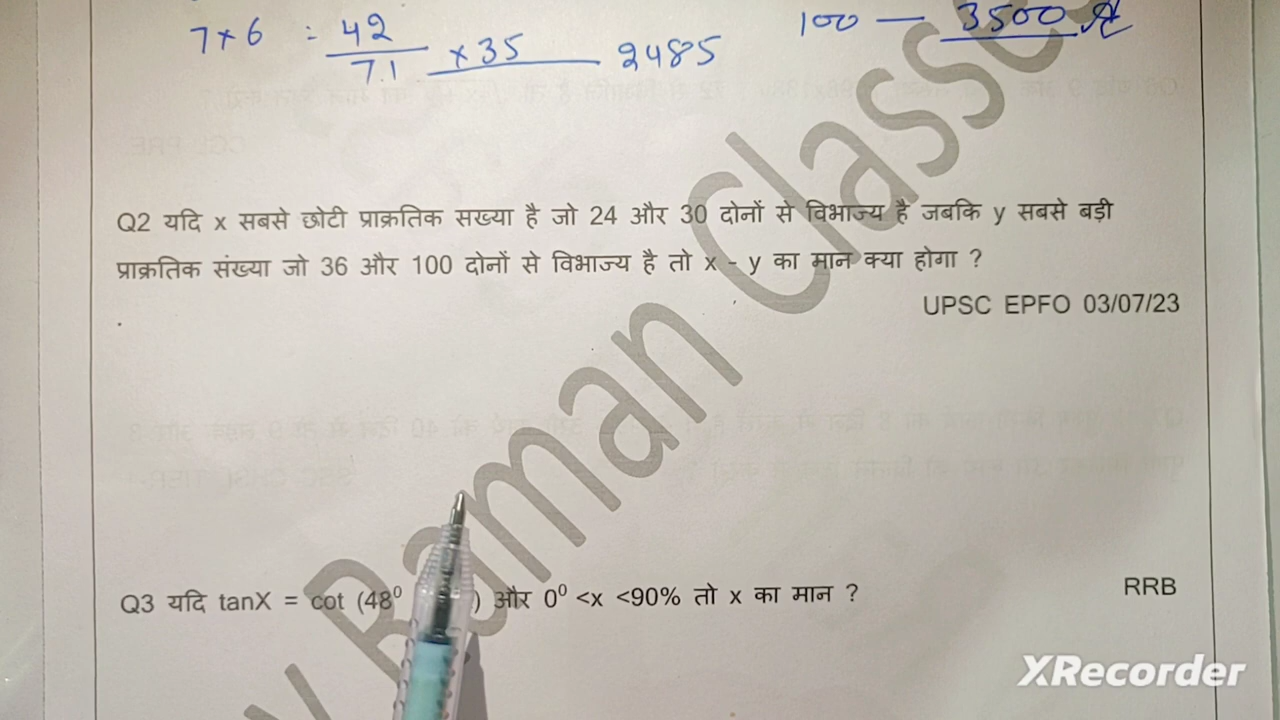 7 × 6 : 42 100 — 3500 
71 × 35 2485
Q2 यदि x सबसे छोटी प्राक्रतिक सख्या है जो 24 और 30 दोनों से विभाज्य है जबकि y सबसे बड़ी
प्राक्रतिक संख्या जो 36 और 100 दोनों से विभाज्य है तो x - y का मान क्या होगा ?
UPSC EPFO 03/07/23
Raman Classes
Q3 यदि tanX = cot (48⁰ ) और 0⁰ <x <90% तो x का मान ?
RRB
XRecorder